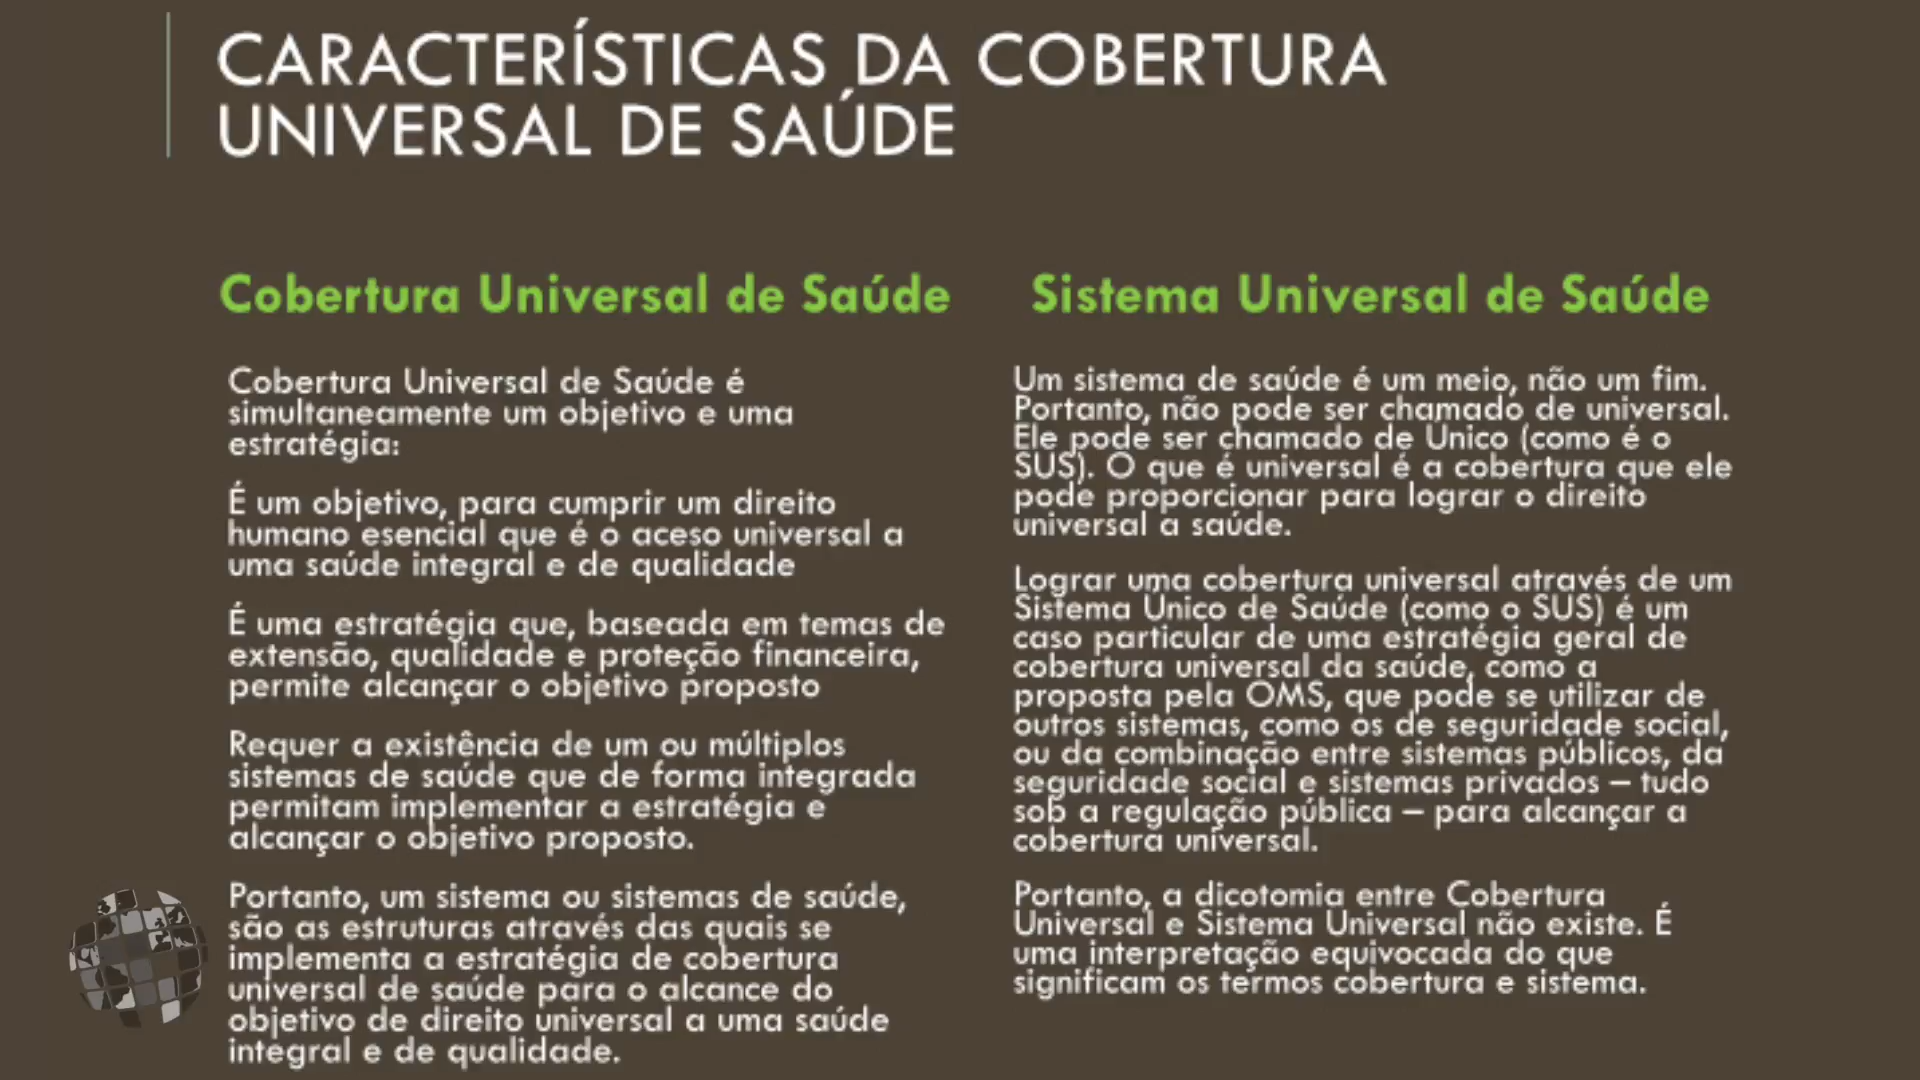 CARACTERÍSTICAS DA COBERTURA
UNIVERSAL DE SAÚDE
Cobertura Universal de Saúde
Cobertura Universal de Saúde é
simultaneamente um objetivo e uma
estratégia:
É um objetivo, para cumprir um direito
humano esencial que é o aceso universal a
uma saúde integral e de qualidade
É uma estratégia que, baseada em temas de
extensão, qualidade e proteção financeira,
permite alcançar o objetivo proposto
Requer a existência de um ou múltiplos
sistemas de saúde que de forma integrada
permitam implementar a estratégia e
alcançar o objetivo proposto.
Portanto, um sistema ou sistemas de saúde,
são as estruturas através das quais se
implementa a estratégia de cobertura
universal de saúde para o alcance do
objetivo de direito universal a uma saúde
integral e de qualidade.
Sistema Universal de Saúde
Um sistema de saúde é um meio, não um fim.
Portanto, não pode ser chamado de universal.
Ele pode ser chamado de Único (como é o
SUS). O que é universal é a cobertura que ele
pode proporcionar para lograr o direito
universal a saúde.
Lograr uma cobertura universal através de um
Sistema Único de Saúde (como o SUS) é um
caso particular de uma estratégia geral de
cobertura universal da saúde, como a
proposta pela OMS, que pode se utilizar de
outros sistemas, como os de seguridade social,
ou da combinação entre sistemas públicos, da
seguridade social e sistemas privados – tudo
sob a regulação pública – para alcançar a
cobertura universal.
Portanto, a dicotomia entre Cobertura
Universal e Sistema Universal não existe. É
uma interpretação equivocada do que
significam os termos cobertura e sistema.